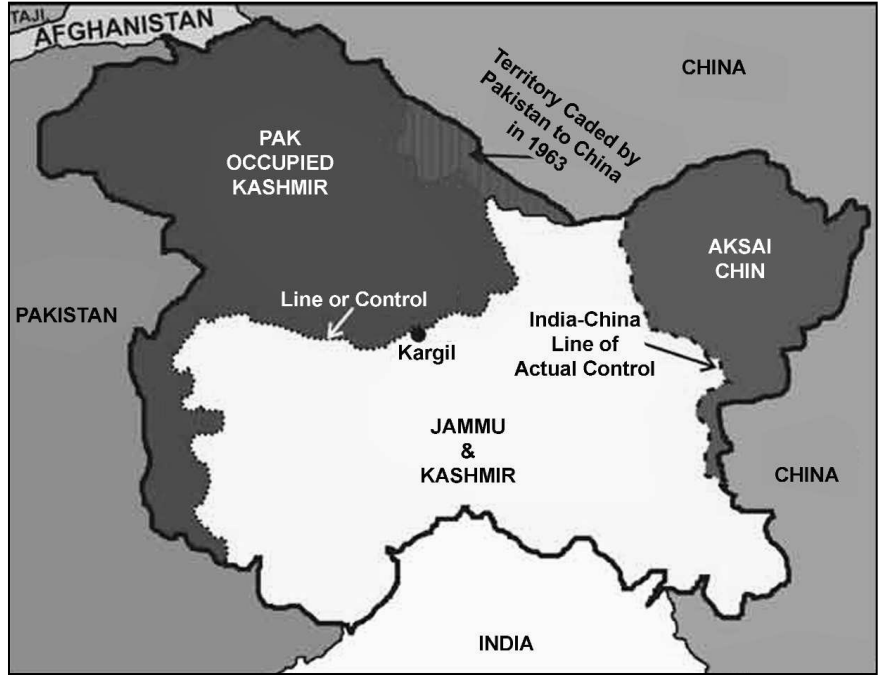 TAJI.
AFGHANISTAN
CHINA
Territory Caded by
Pakistan to China
in 1963
PAK
OCCUPIED
KASHMIR
AKSAI
CHIN
PAKISTAN
Line or Control
India-China
Line of
Actual Control
Kargil
JAMMU
&
KASHMIR
CHINA
INDIA